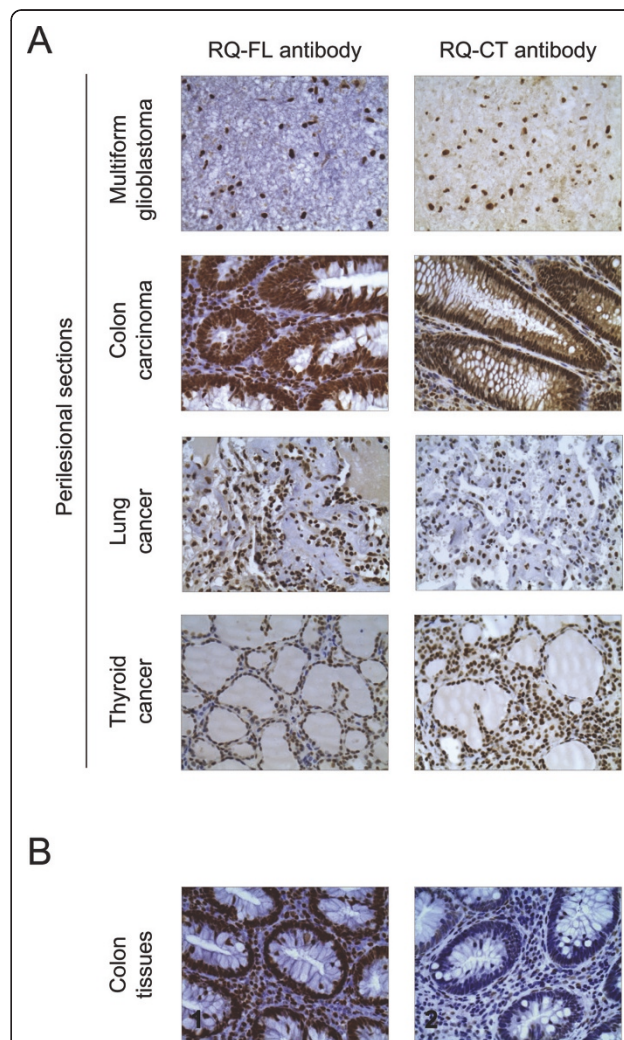 A
RQ-FL antibody
RQ-CT antibody
Perilesional sections
Multiform
glioblastoma
Colon
carcinoma
Lung
cancer
Thyroid
cancer
B
Colon
tissues
1
2